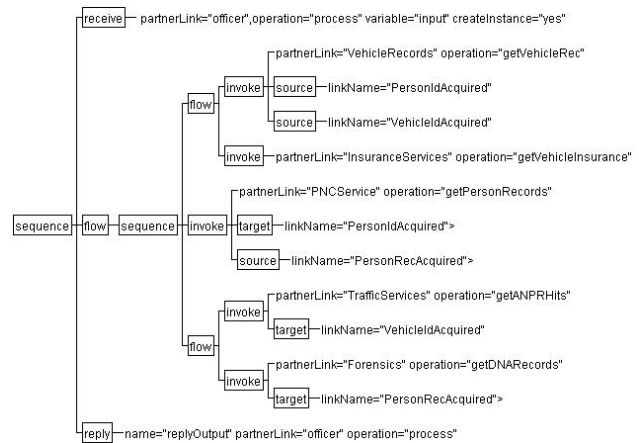 receive partnerLink="officer",operation="process" variable="input" createInstance="yes"
partnerLink="VehicleRecords" operation="getVehicleRec"
invoke source linkName="PersonIdAcquired"
flow
source linkName="VehicleIdAcquired"
invoke partnerLink="InsuranceServices" operation="getVehicleInsurance"
partnerLink="PNCService" operation="getPersonRecords"
sequence flow sequence invoke target linkName="PersonIdAcquired">
source linkName="PersonRecAcquired">
partnerLink="TrafficServices" operation="getANPRHits"
invoke
target linkName="VehicleIdAcquired"
flow
partnerLink="Forensics" operation="getDNARecords"
invoke
target linkName="PersonRecAcquired">
reply name="replyOutput" partnerLink="officer" operation="process"